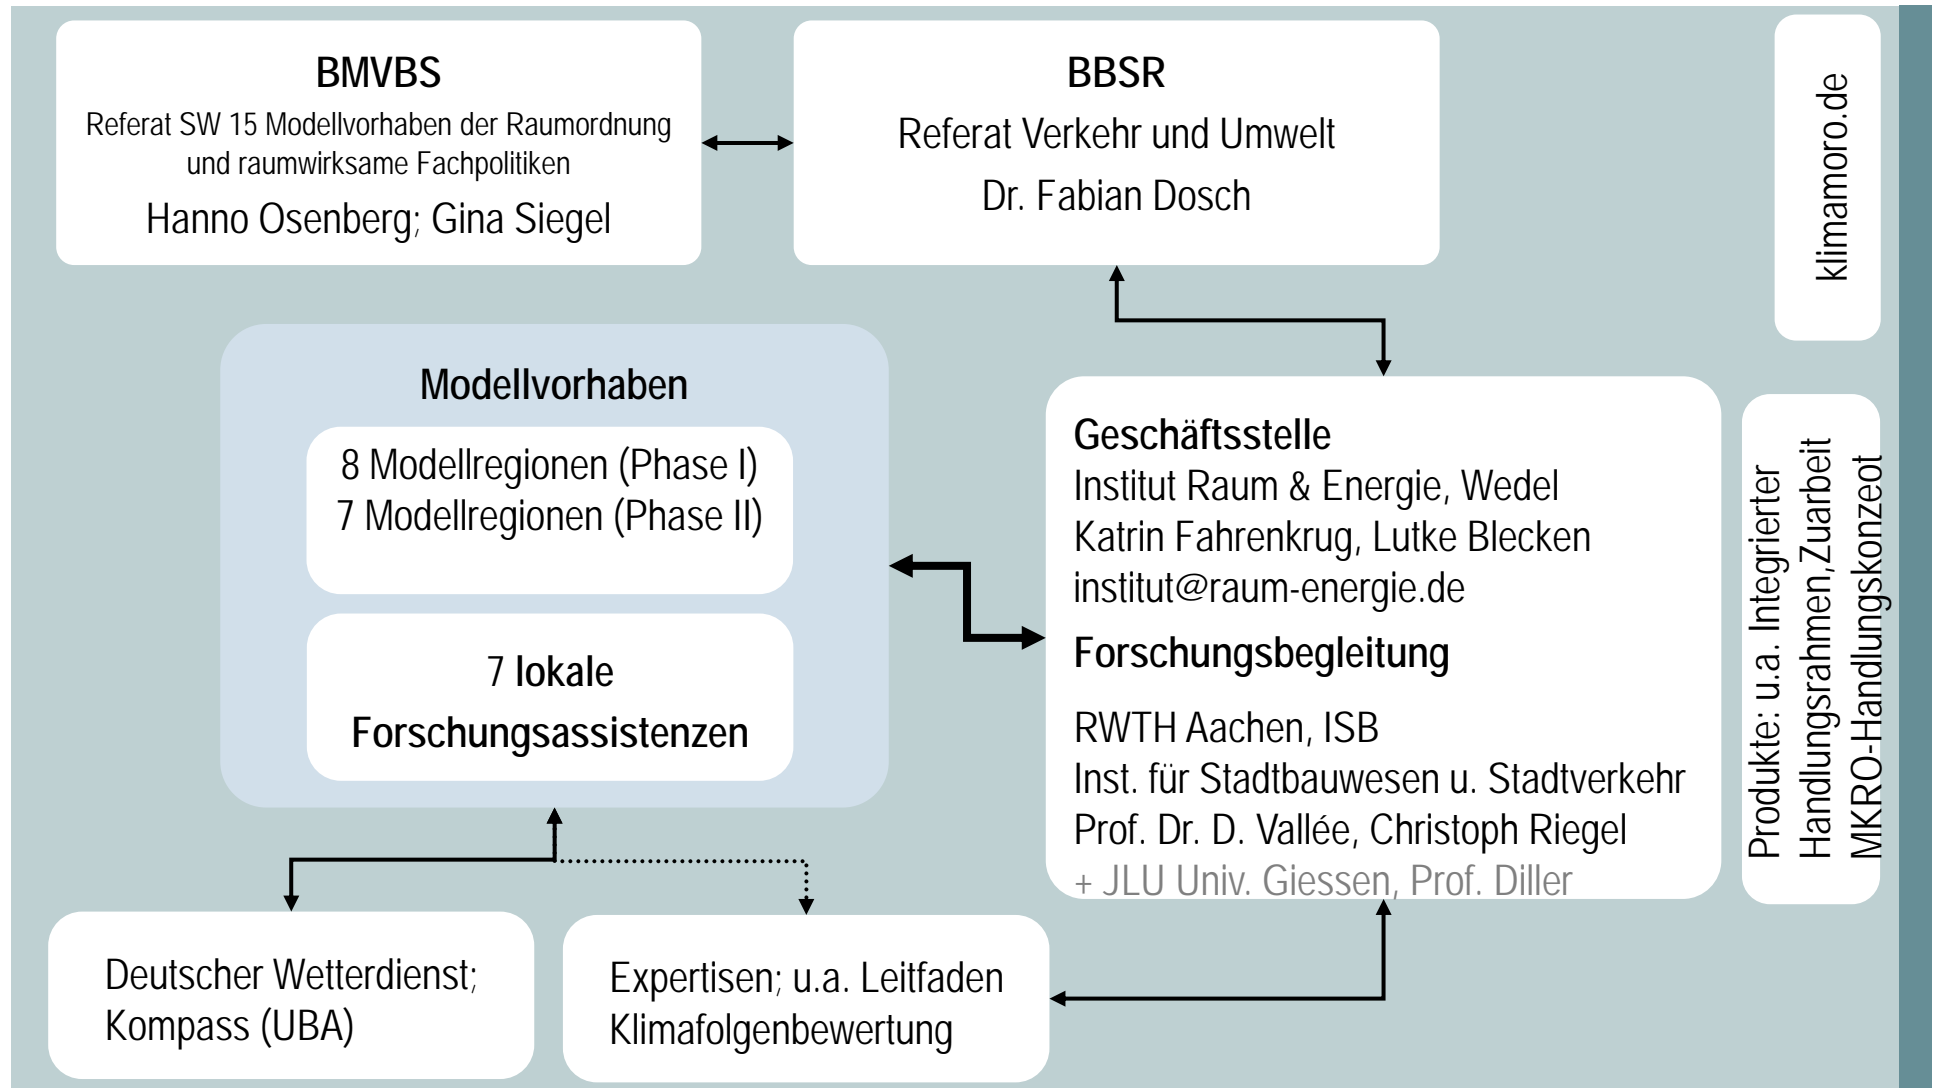 BMVBS
Referat SW 15 Modellvorhaben der Raumordnung
und raumwirksame Fachpolitiken
Hanno Osenberg; Gina Siegel
BBSR
Referat Verkehr und Umwelt
Dr. Fabian Dosch
klimamoro.de
Modellvorhaben
8 Modellregionen (Phase I)
7 Modellregionen (Phase II)
7 lokale
Forschungsassistenzen
Geschäftsstelle
Institut Raum & Energie, Wedel
Katrin Fahrenkrug, Lutke Blecken
institut@raum-energie.de
Forschungsbegleitung
RWTH Aachen, ISB
Inst. für Stadtbauwesen u. Stadtverkehr
Prof. Dr. D. Vallée, Christoph Riegel
+ JLU Univ. Giessen, Prof. Diller
Produkte: u.a. Integrierter
Handlungsrahmen,Zuarbeit
MKRO-Handlungskonzeot
Deutscher Wetterdienst;
Kompass (UBA)
Expertisen; u.a. Leitfaden
Klimafolgenbewertung